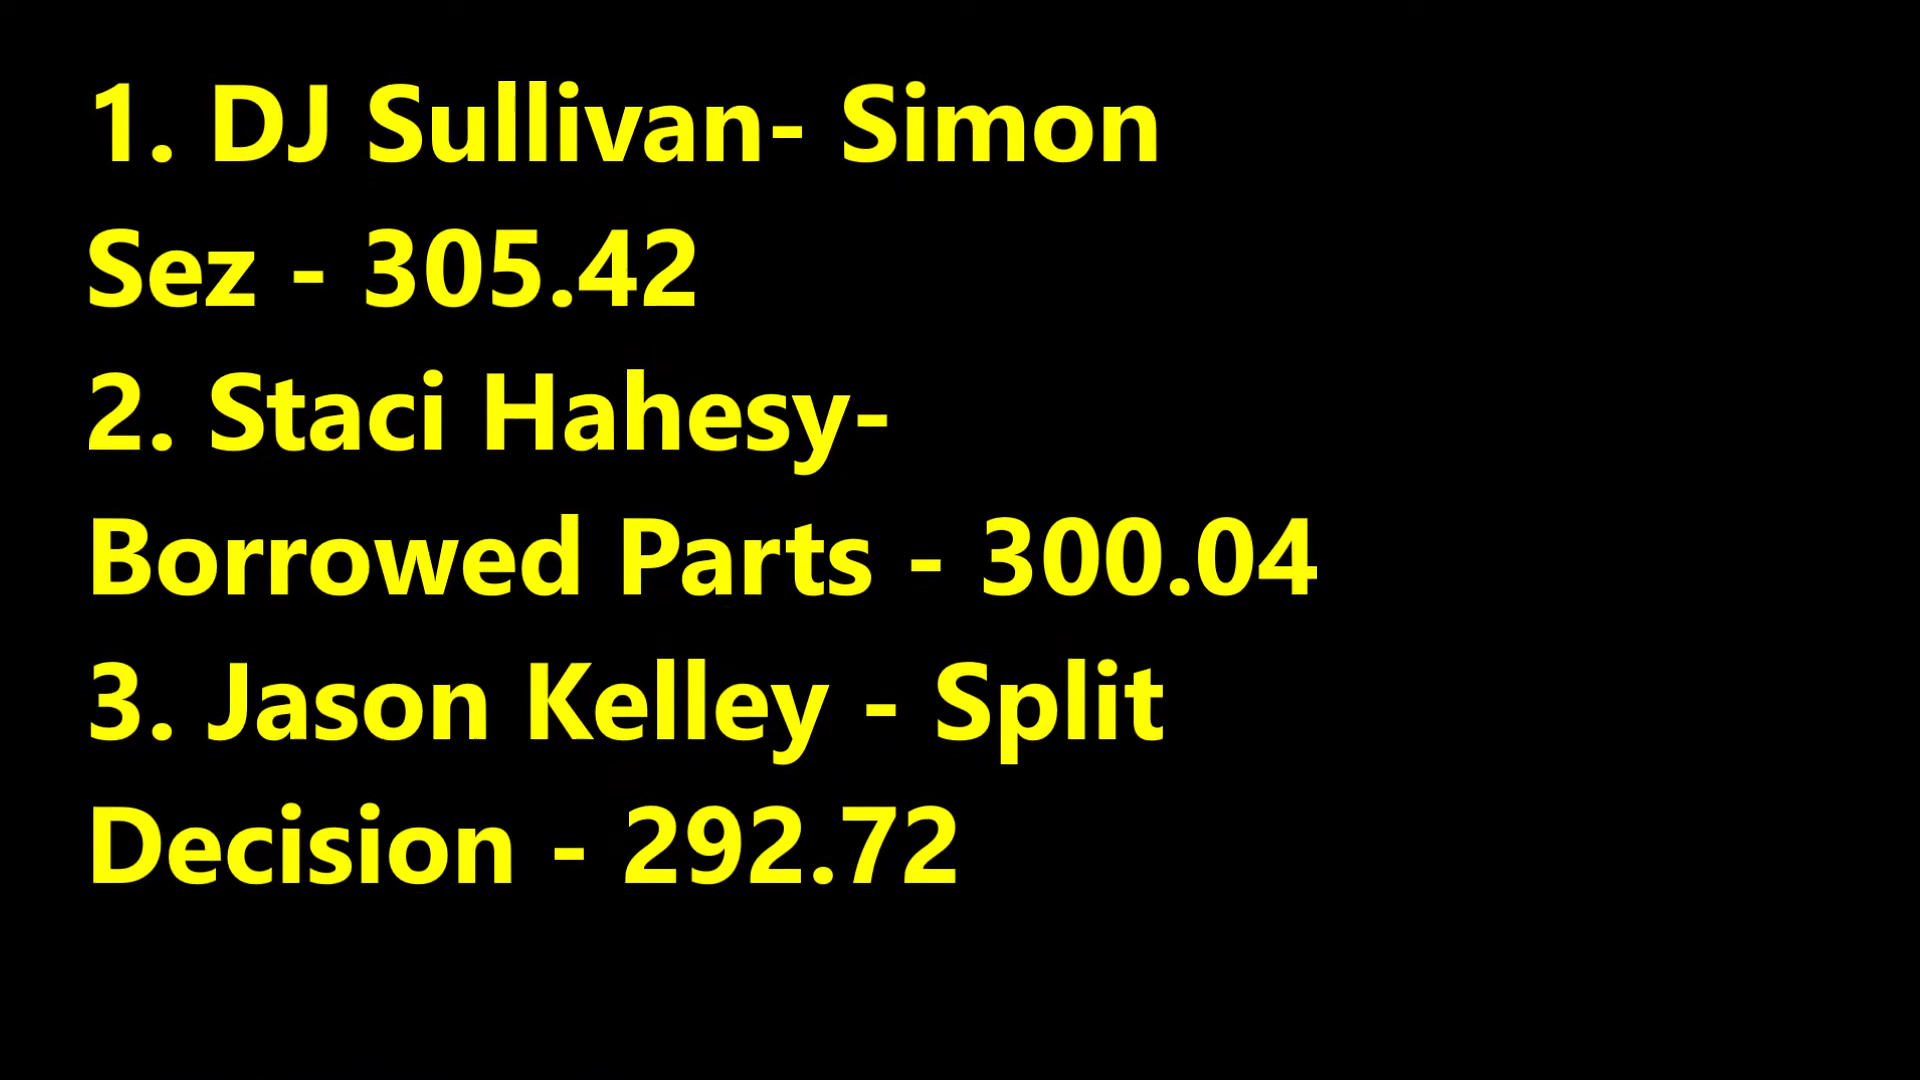 1. DJ Sullivan- Simon
Sez - 305.42
2. Staci Hahesy-
Borrowed Parts - 300.04
3. Jason Kelley - Split
Decision - 292.72